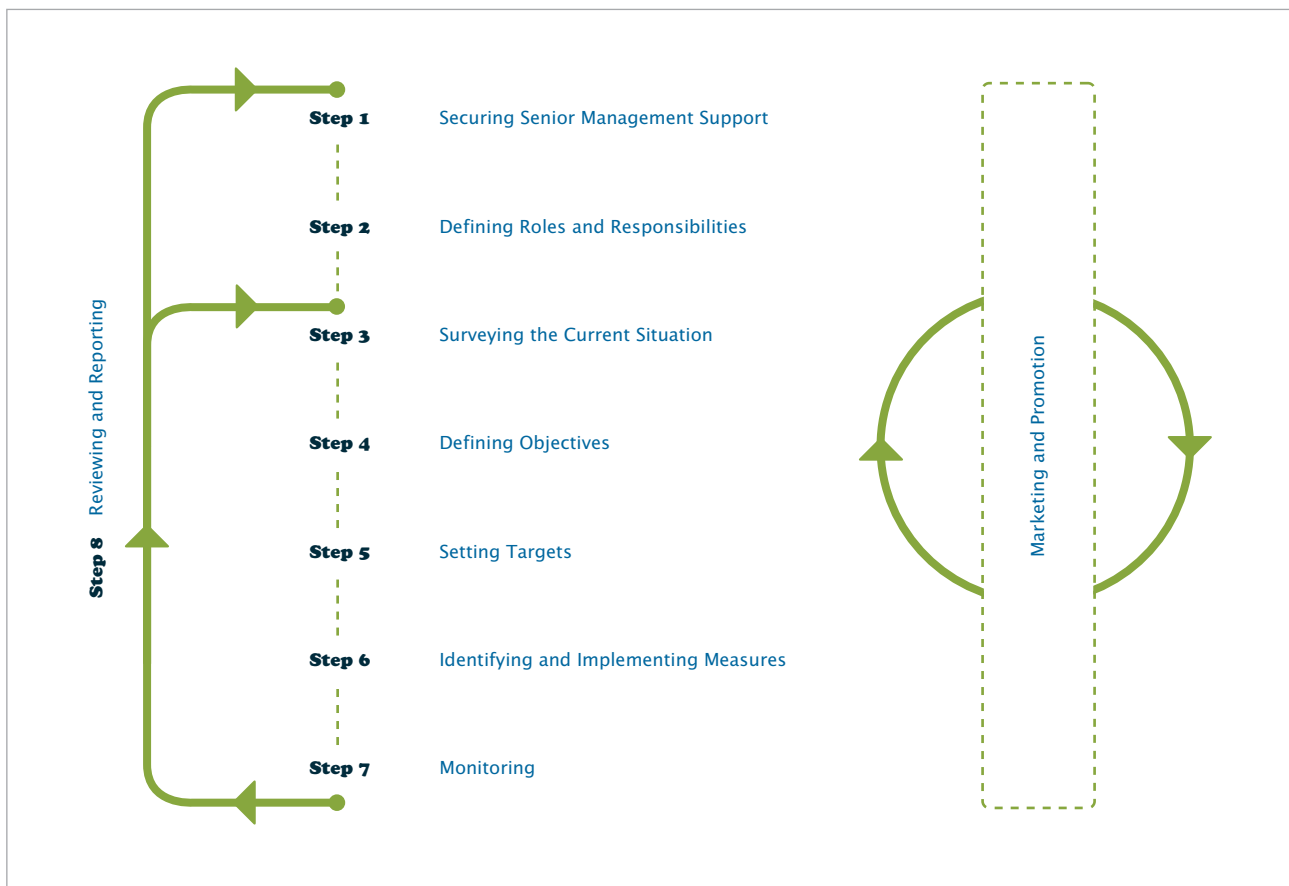 Step 1 Securing Senior Management Support
Step 2 Defining Roles and Responsibilities
Step 3 Surveying the Current Situation
Step 4 Defining Objectives
Step 5 Setting Targets
Step 6 Identifying and Implementing Measures
Step 7 Monitoring
Step 8 Reviewing and Reporting
Marketing and Promotion